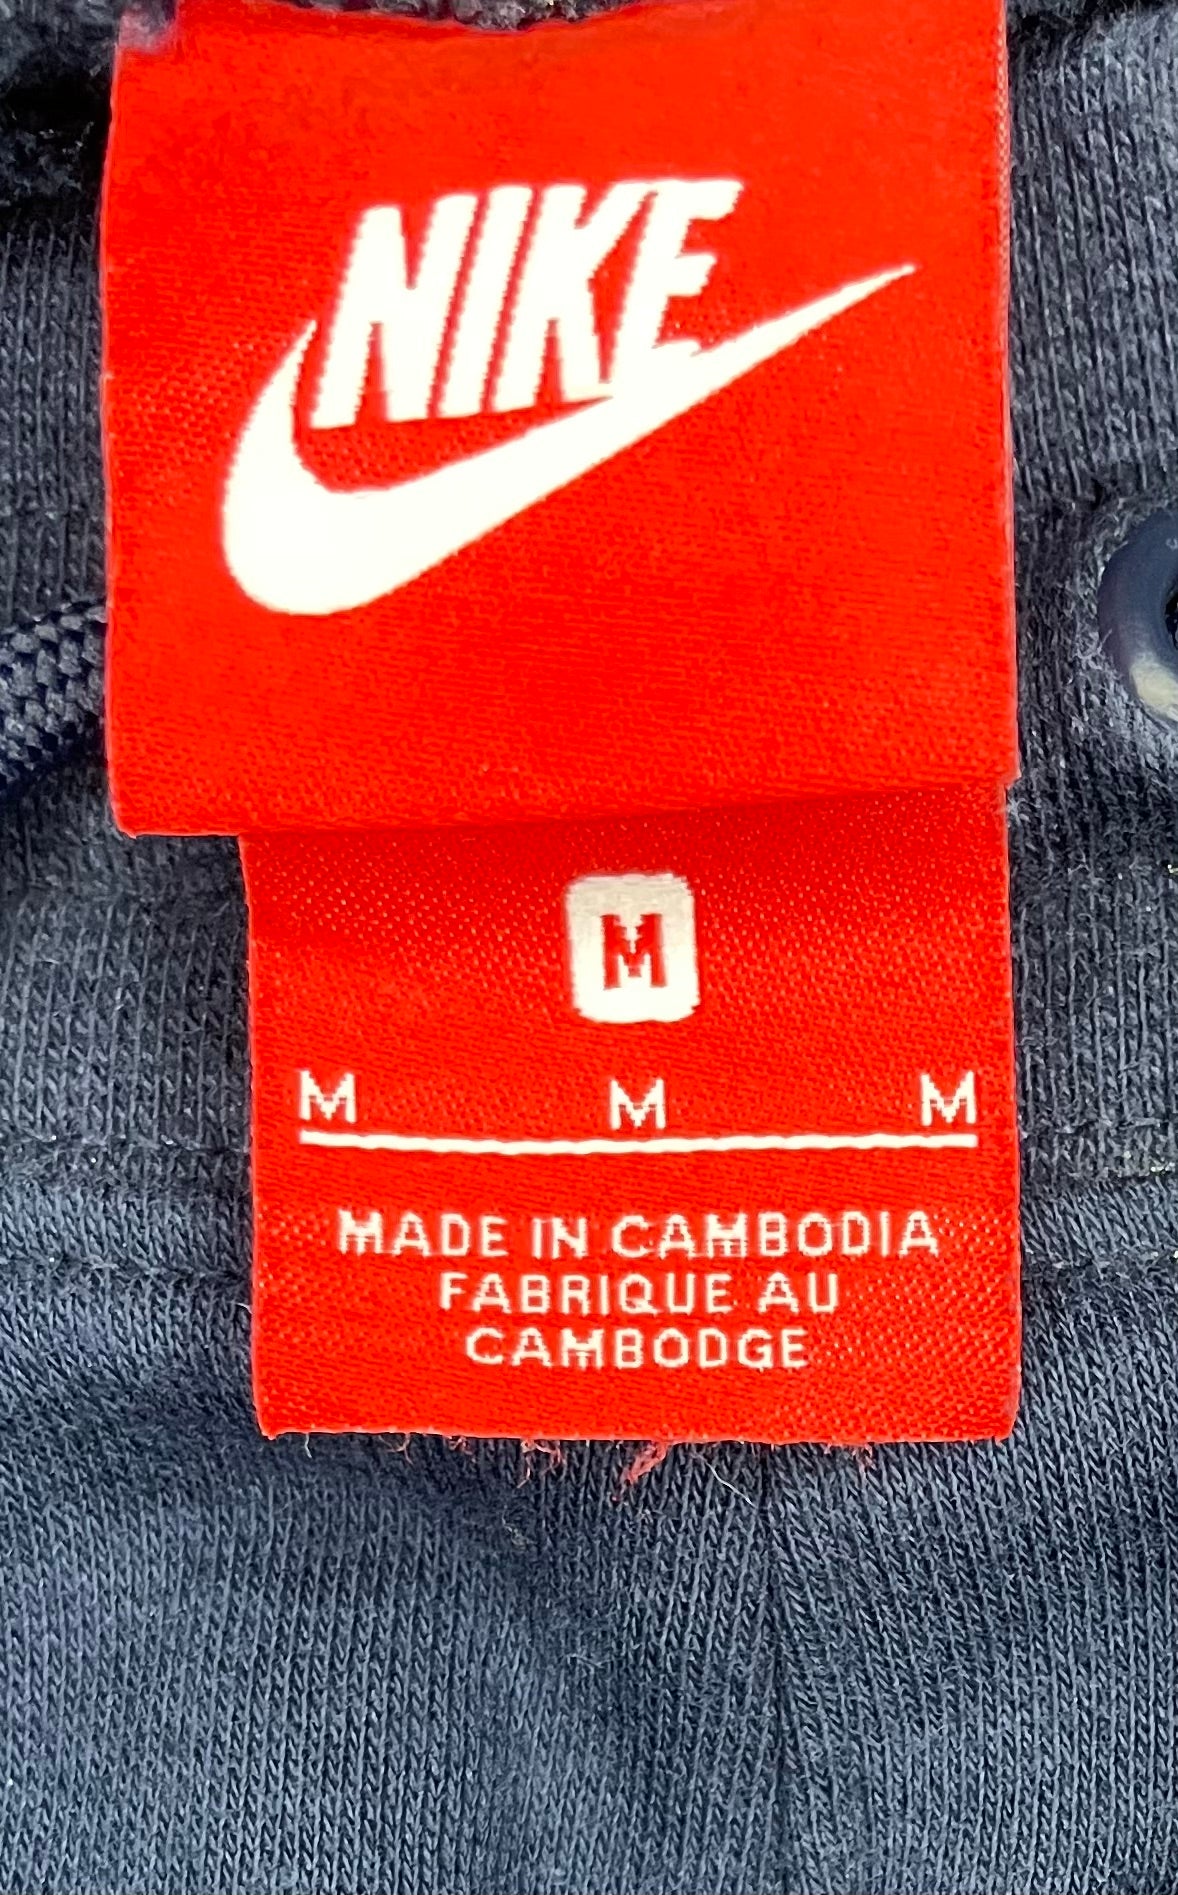 NIKE
M
M M M
MADE IN CAMBODIA
FABRIQUE AU
CAMBODGE